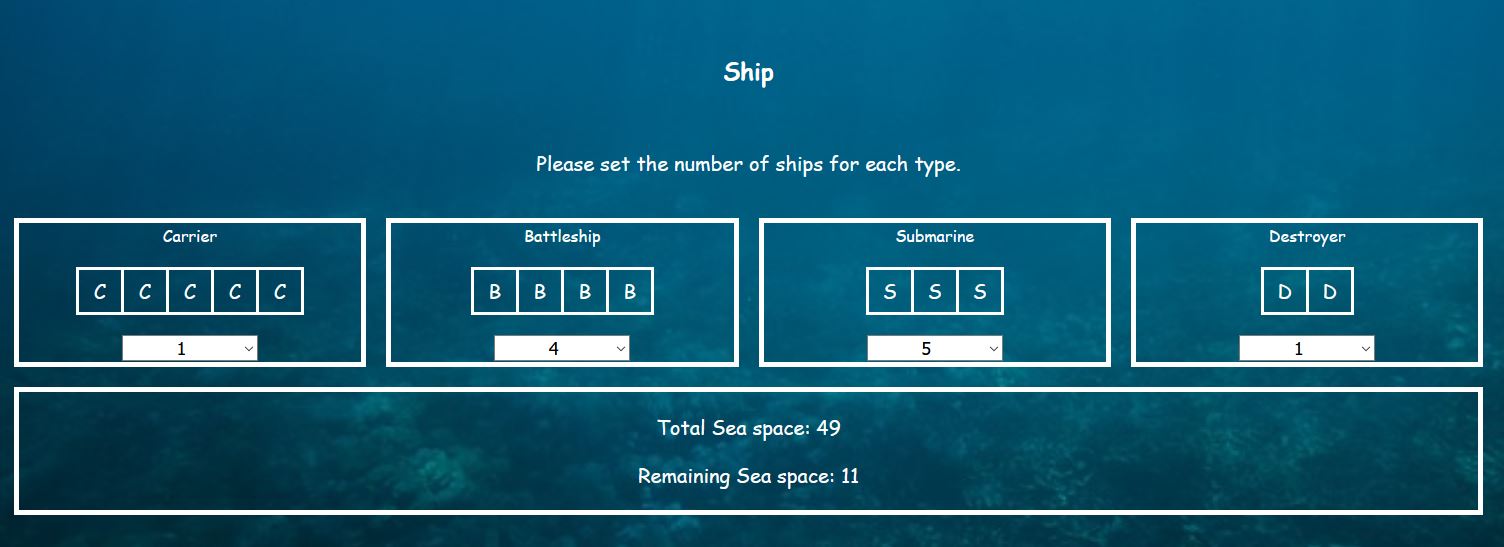 Ship
Please set the number of ships for each type.
Carrier
C C C C C
1
Battleship
B B B B
4
Submarine
S S S
5
Destroyer
D D
1
Total Sea space: 49
Remaining Sea space: 11